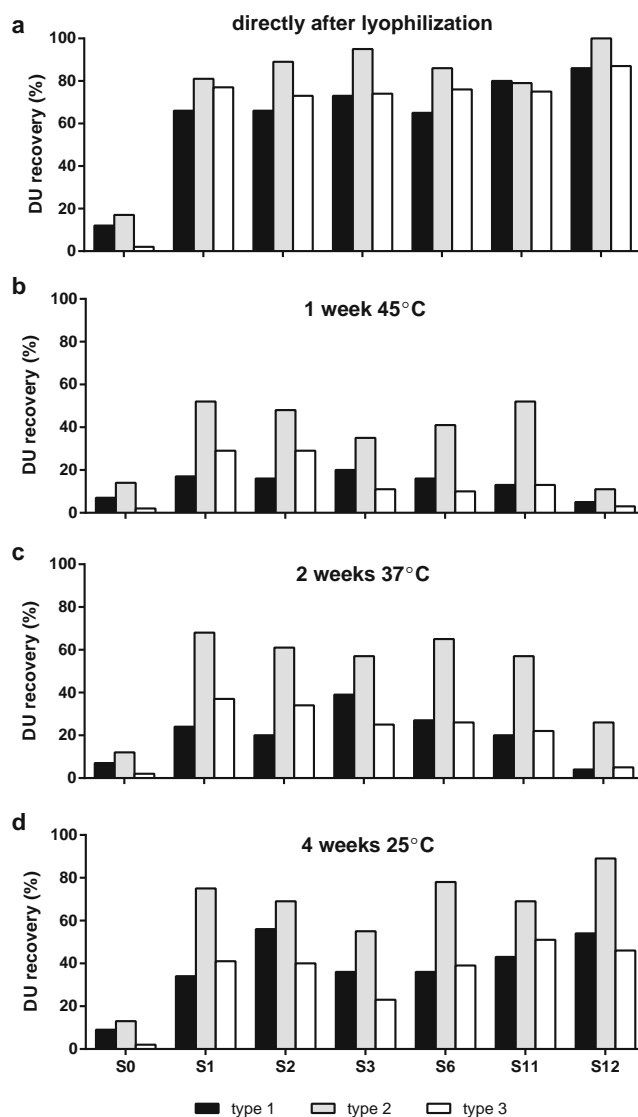 a
directly after lyophilization
DU recovery (%)
100
80
60
40
20
0
b
1 week 45°C
DU recovery (%)
100
80
60
40
20
0
c
2 weeks 37°C
DU recovery (%)
100
80
60
40
20
0
d
4 weeks 25°C
DU recovery (%)
100
80
60
40
20
0
S0 S1 S2 S3 S6 S11 S12
type 1 type 2 type 3